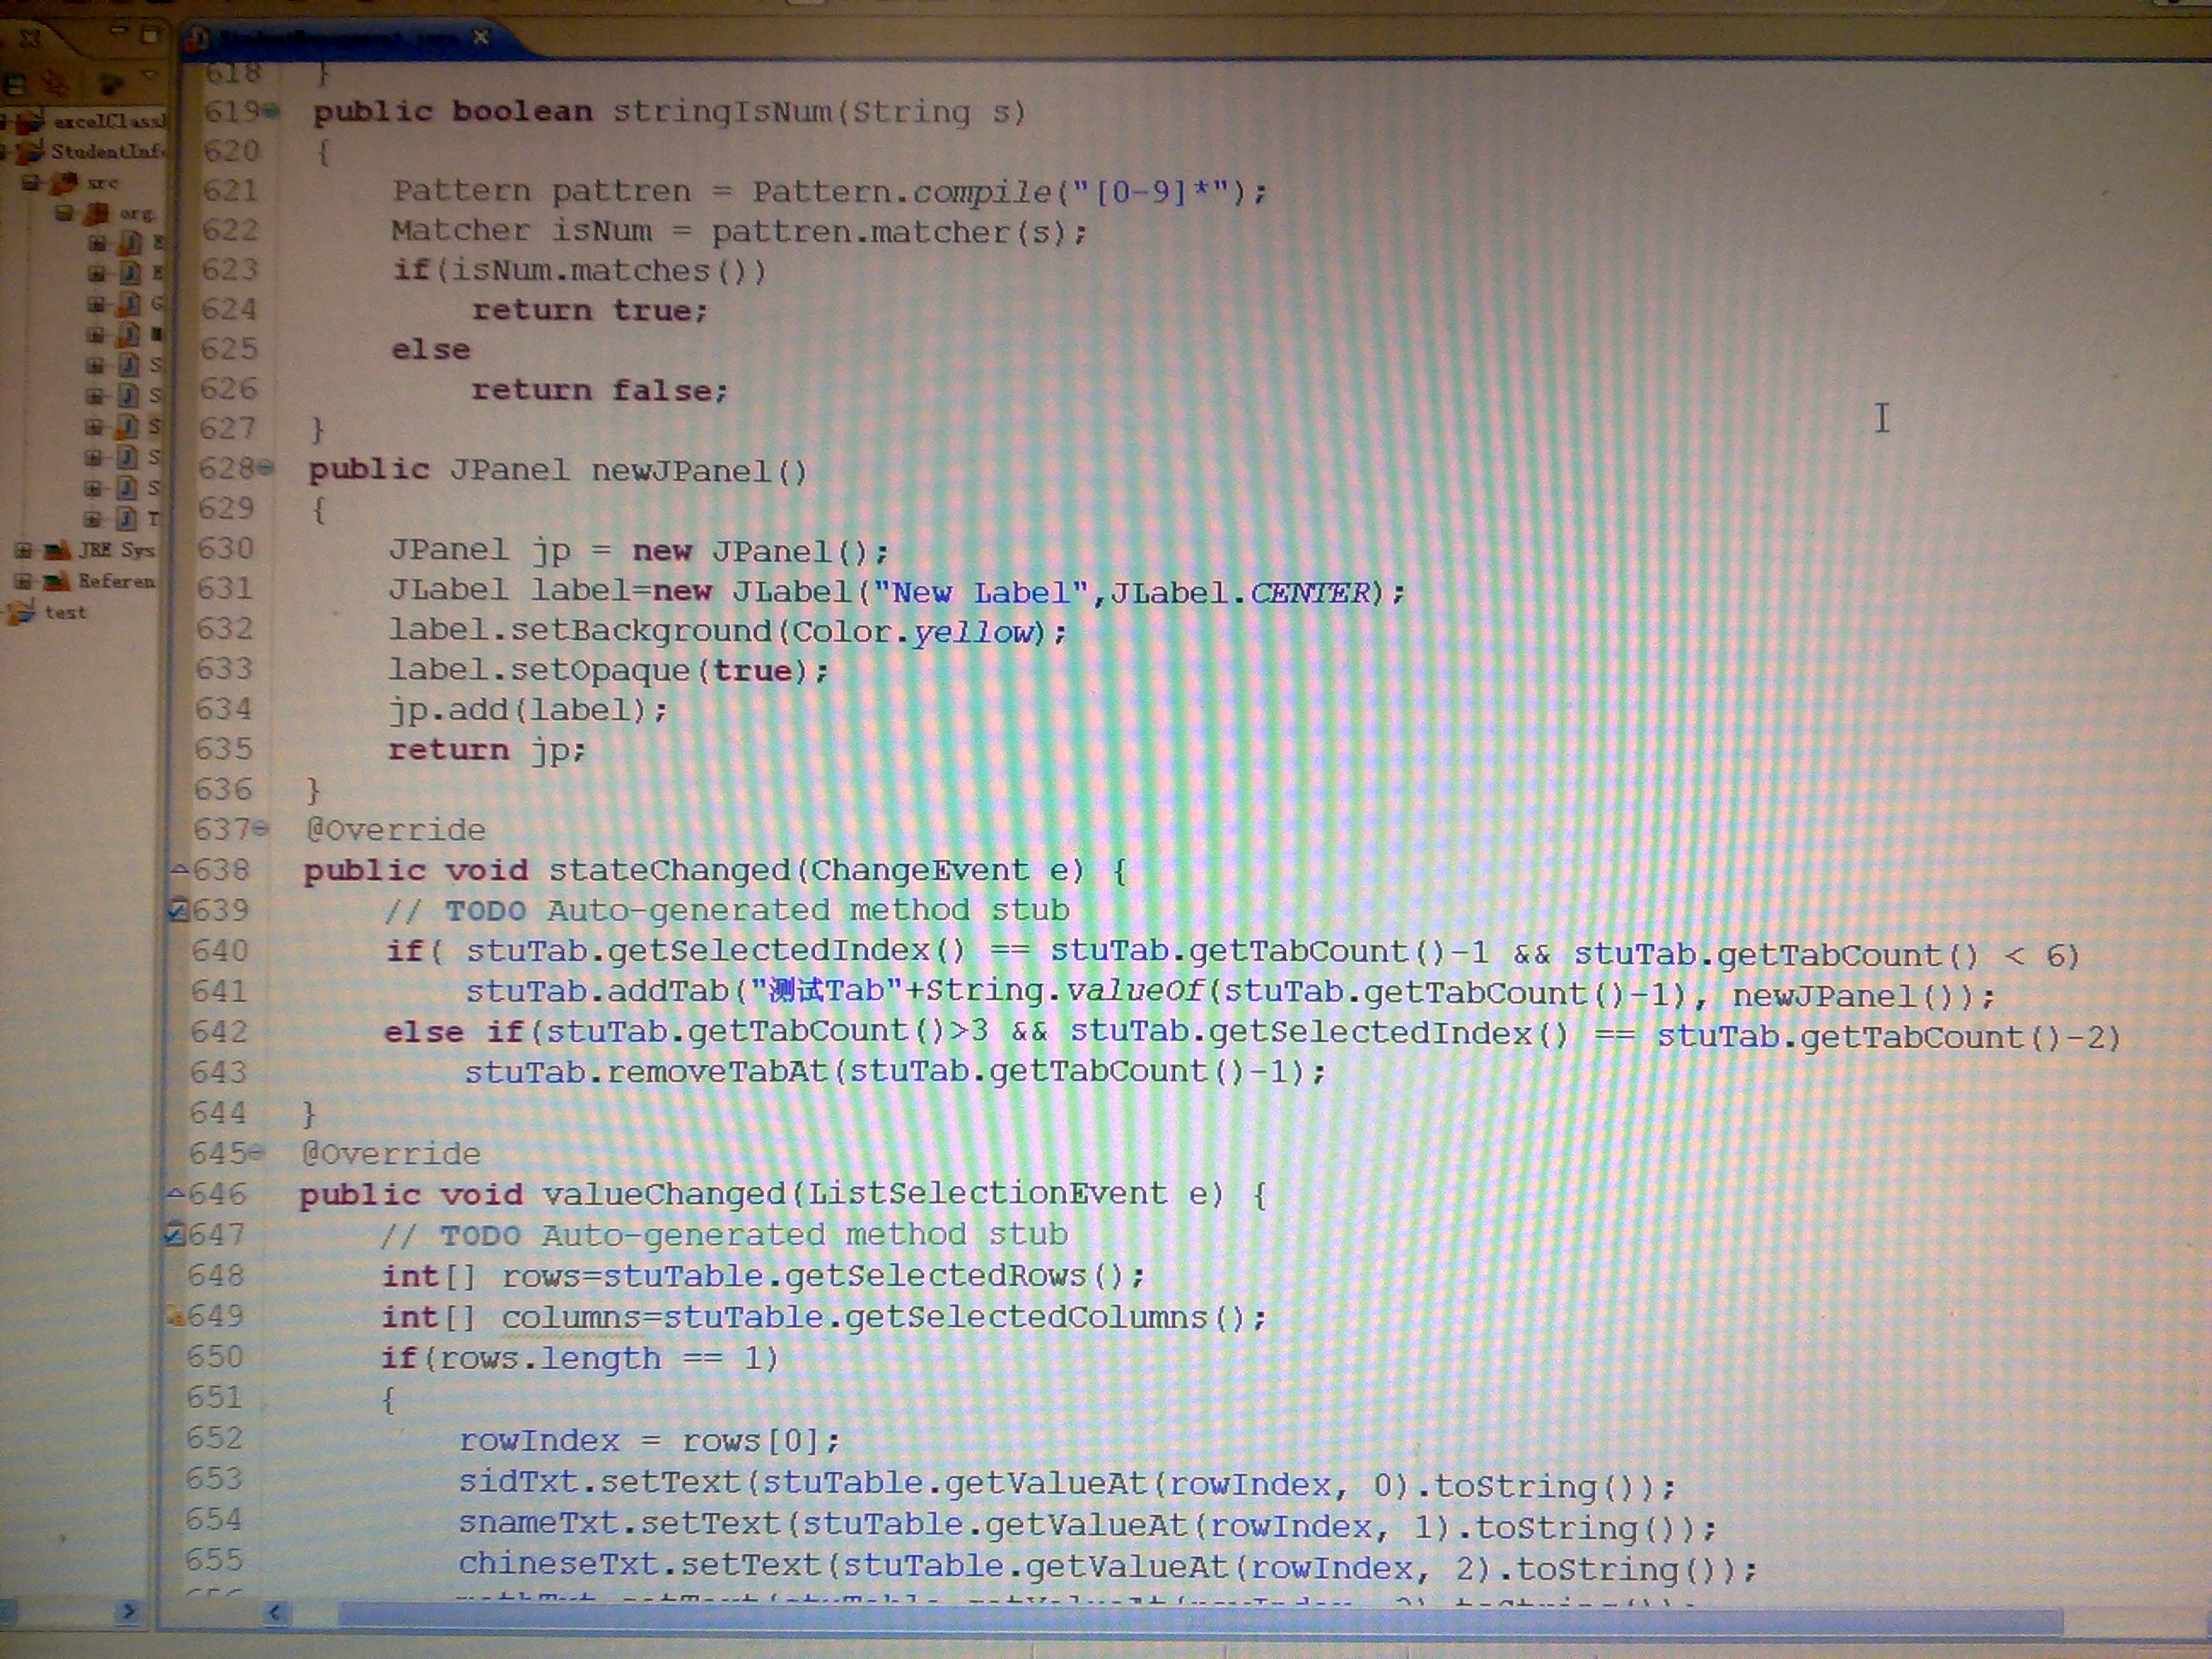 618 }
619 public boolean stringIsNum(String s)
620 {
621 Pattern pattren = Pattern.compile("[0-9]*");
622 Matcher isNum = pattren.matcher(s);
623 if(isNum.matches())
624 return true;
625 else
626 return false;
627 }
628 public JPanel newJPanel()
629 {
630 JPanel jp = new JPanel();
631 JLabel label=new JLabel("New Label",JLabel.CENTER);
632 label.setBackground(Color.yellow);
633 label.setOpaque(true);
634 jp.add(label);
635 return jp;
636 }
637 @Override
638 public void stateChanged(ChangeEvent e) {
639 // TODO Auto-generated method stub
640 if( stuTab.getSelectedIndex() == stuTab.getTabCount()-1 && stuTab.getTabCount() < 6)
641 stuTab.addTab("测试Tab"+String.valueOf(stuTab.getTabCount()-1), newJPanel());
642 else if(stuTab.getTabCount()>3 && stuTab.getSelectedIndex() == stuTab.getTabCount()-2)
643 stuTab.removeTabAt(stuTab.getTabCount()-1);
644 }
645 @Override
646 public void valueChanged(ListSelectionEvent e) {
647 // TODO Auto-generated method stub
648 int[] rows=stuTable.getSelectedRows();
649 int[] columns=stuTable.getSelectedColumns();
650 if(rows.length == 1)
651 {
652 rowIndex = rows[0];
653 sidTxt.setText(stuTable.getValueAt(rowIndex, 0).toString());
654 snameTxt.setText(stuTable.getValueAt(rowIndex, 1).toString());
655 chineseTxt.setText(stuTable.getValueAt(rowIndex, 2).toString());
excelClass
StudentInf
src
org
G
S
S
S
S
S
T
JRE Sys
Referen
test